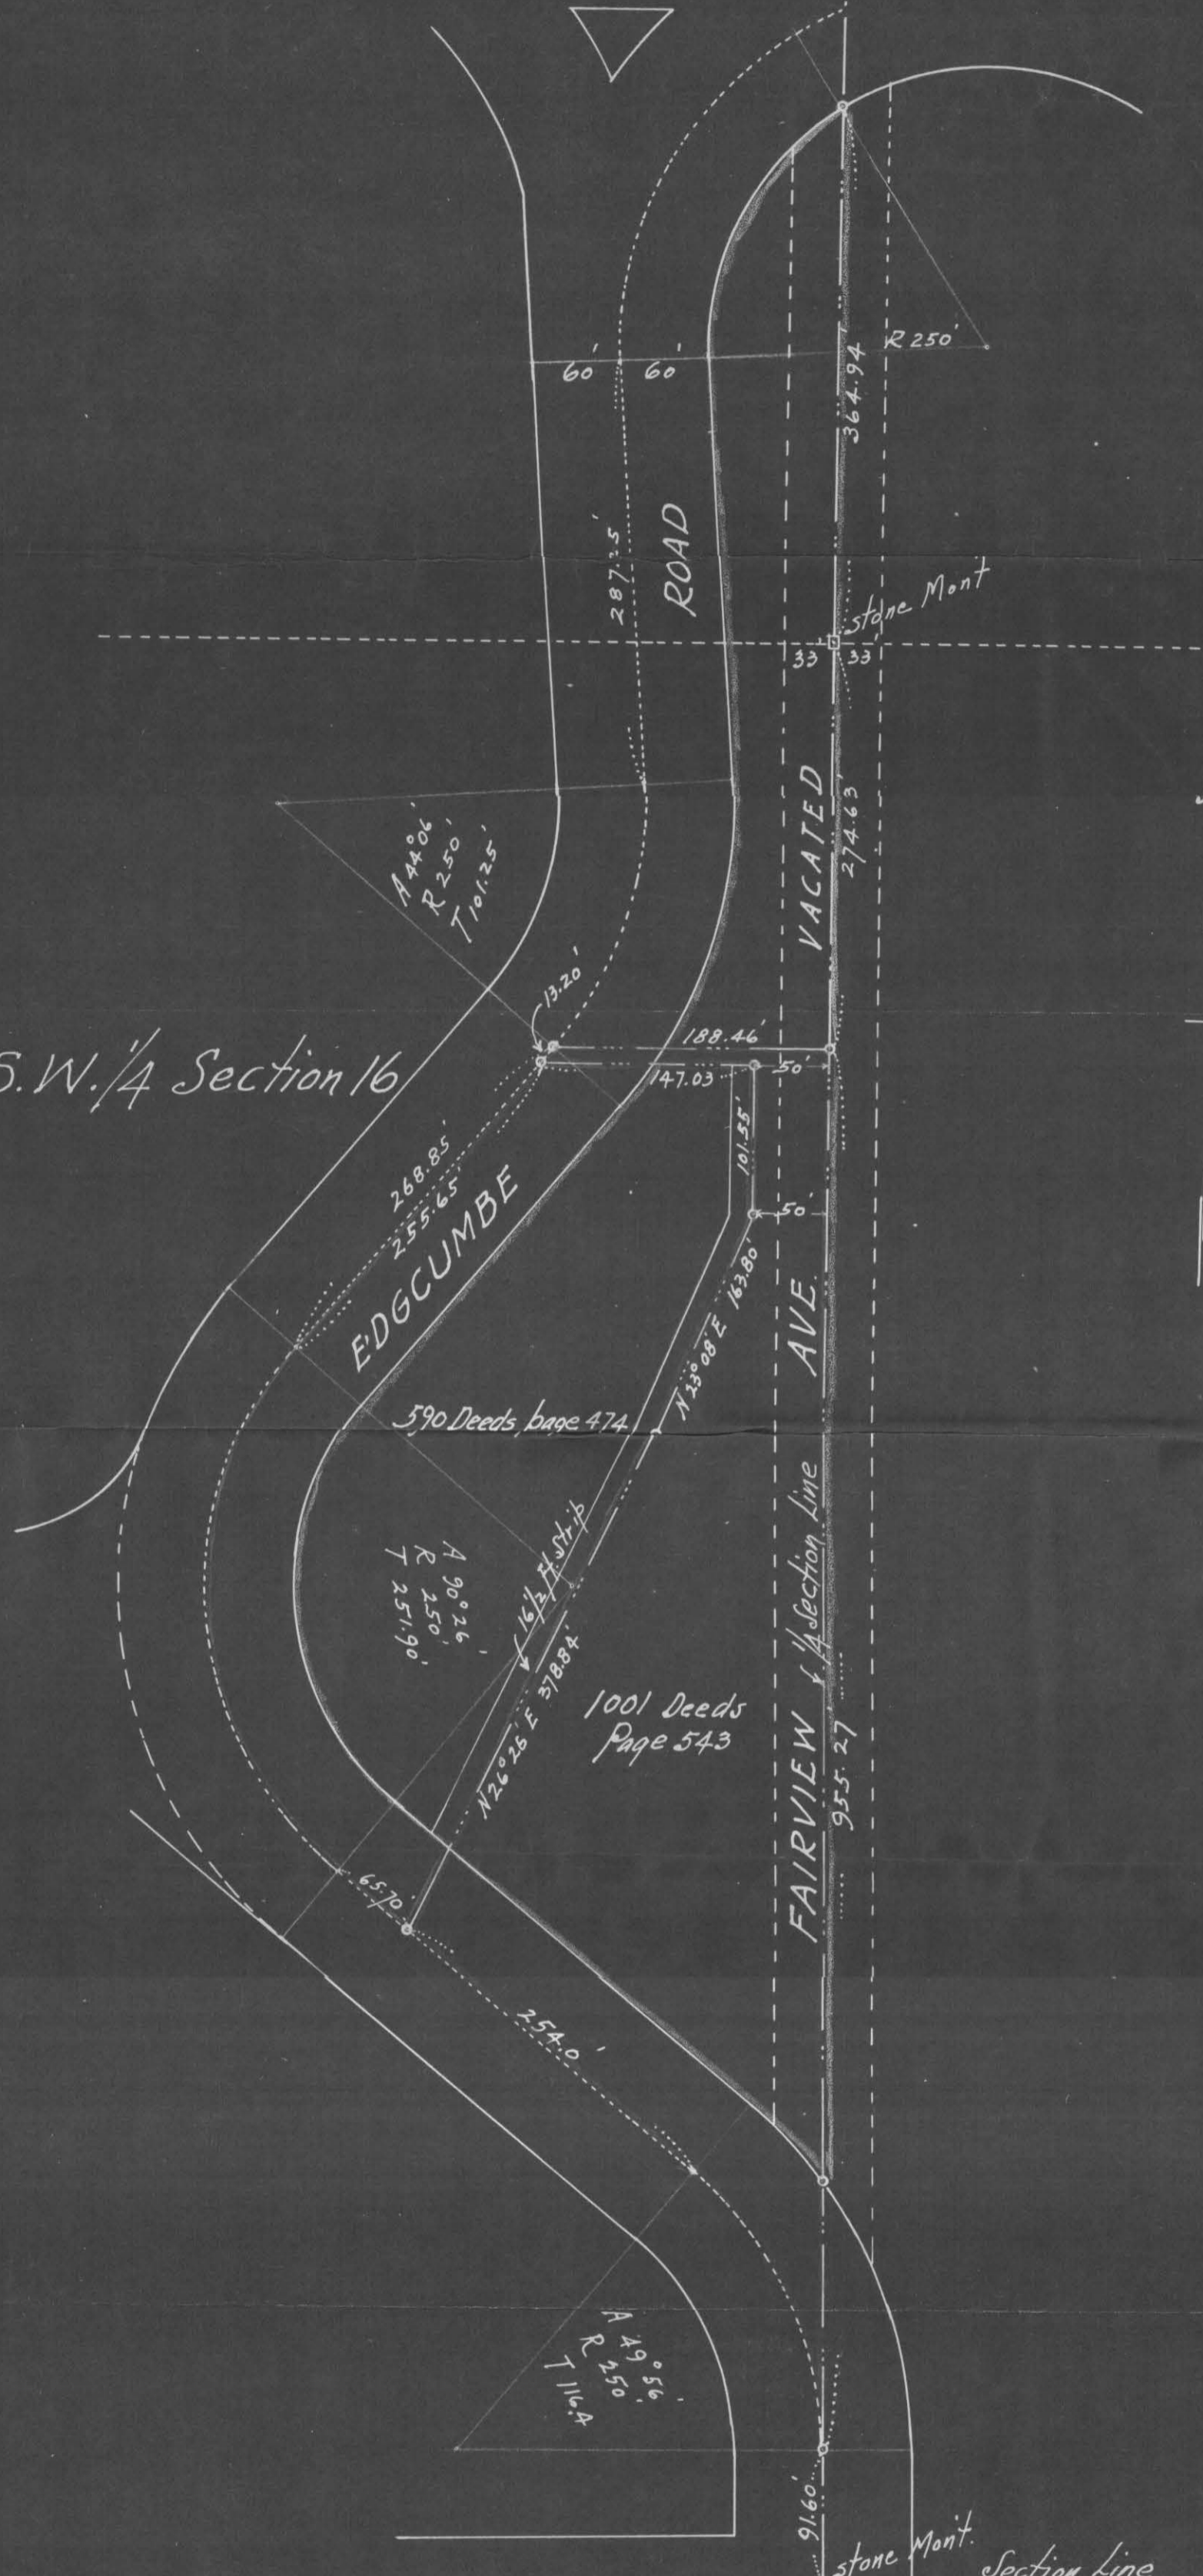 R 250'
60' 60'
364.94'
287.25'
ROAD
stone Mont
33' 33'
VACATED
274.63'
A 44°06'
R 250'
T 101.25'
13.20'
188.46'
147.03
50'
S.W. 1/4 Section 16
101.55'
50'
268.85'
255.65'
EDGCUMBE
N 23°08' E 163.80'
AVE.
590 Deeds, page 474
1/4 Section Line
16 1/2 Ft. Strip
A 90°26'
R 250'
T 251.90'
N 26°26' E 378.84'
1001 Deeds
Page 543
FAIRVIEW
955.27
65.70'
254.0'
A 49°56'
R 250'
T 116.4
91.60'
stone Mon't.
Section Line